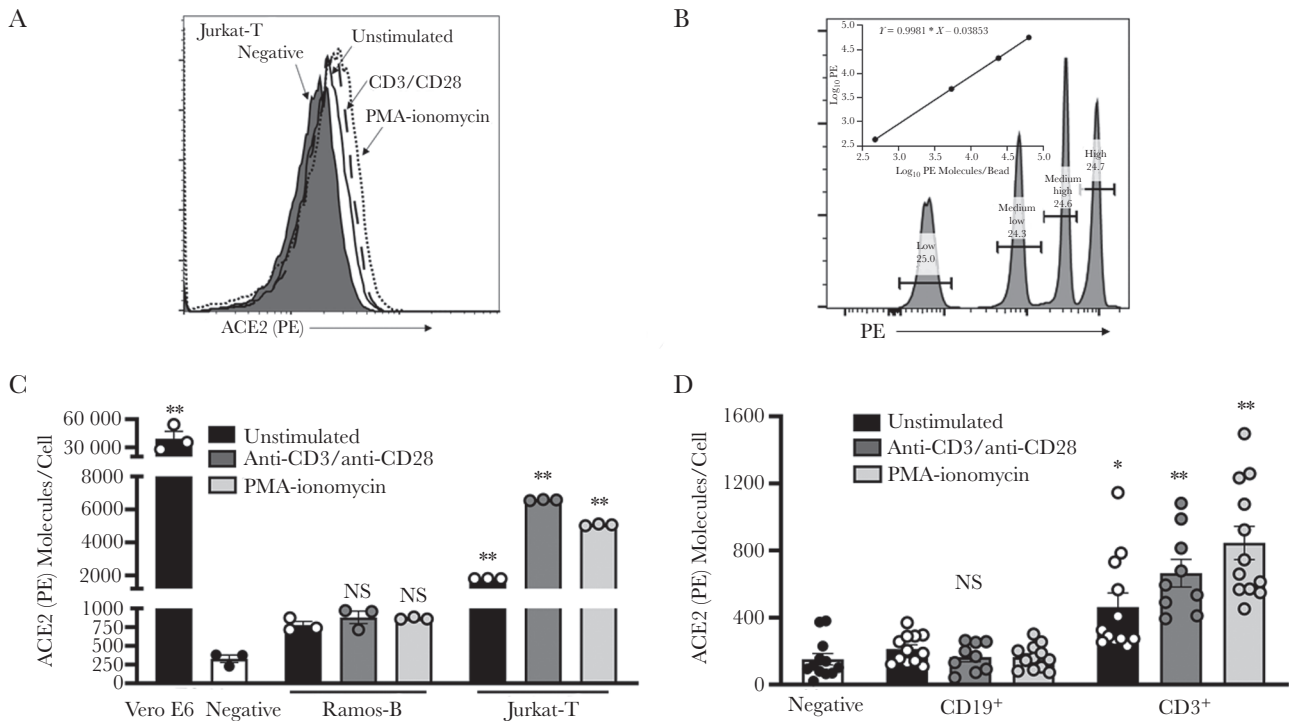 A
Jurkat-T
Negative
Unstimulated
CD3/CD28
PMA-ionomycin
ACE2 (PE)
B
Y = 0.9981 * X – 0.03853
Log₁₀ PE
5.0
4.5
4.0
3.5
3.0
2.5
2.5 3.0 3.5 4.0 4.5 5.0
Log₁₀ PE Molecules/Bead
Low
25.0
Medium
low
24.3
Medium
high
24.6
High
24.7
PE
C
ACE2 (PE) Molecules/Cell
60 000
30 000
8000
6000
4000
2000
1000
750
500
250
0
**
Unstimulated
Anti-CD3/anti-CD28
PMA-ionomycin
NS NS
** ** **
Vero E6 Negative Ramos-B Jurkat-T
D
ACE2 (PE) Molecules/Cell
1600
1200
800
400
0
Unstimulated
Anti-CD3/anti-CD28
PMA-ionomycin
NS
* ** **
Negative CD19⁺ CD3⁺